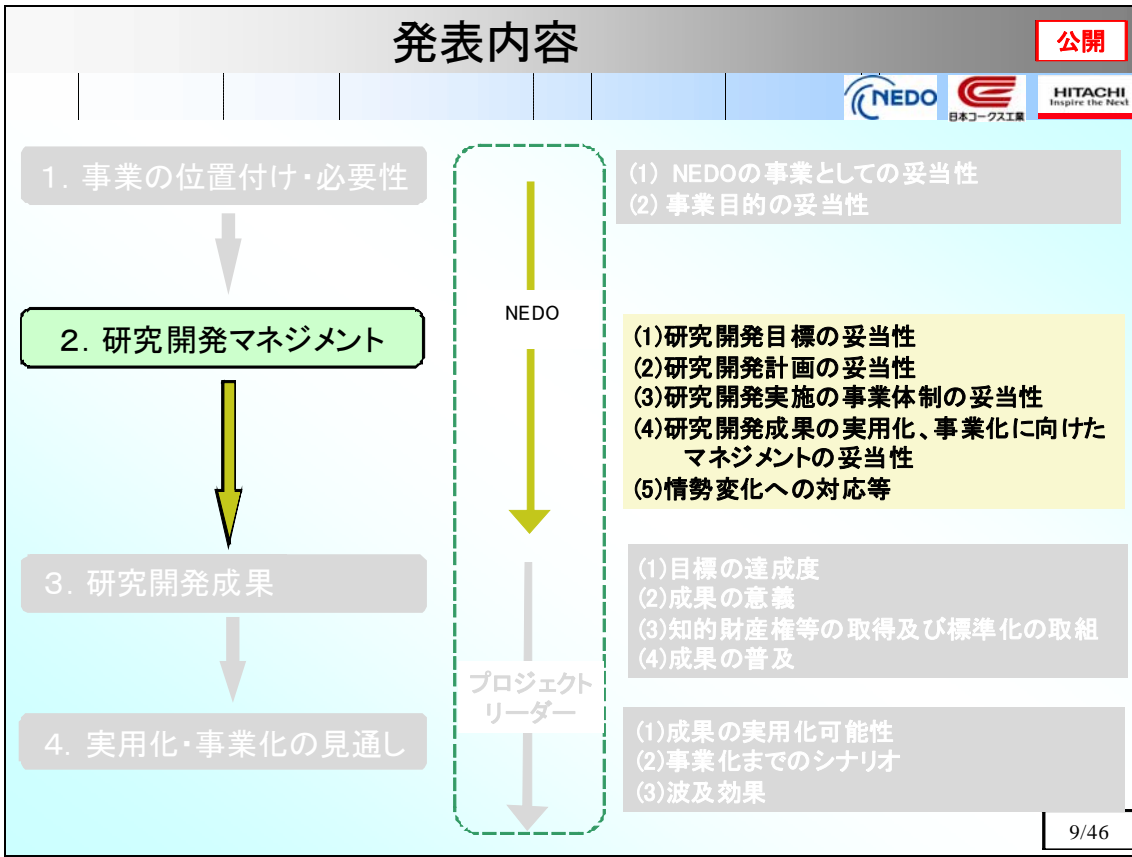 発表内容
公開
NEDO
日本コークス工業
HITACHI
Inspire the Next
1. 事業の位置付け・必要性
(1) NEDOの事業としての妥当性
(2) 事業目的の妥当性
NEDO
2. 研究開発マネジメント
(1)研究開発目標の妥当性
(2)研究開発計画の妥当性
(3)研究開発実施の事業体制の妥当性
(4)研究開発成果の実用化、事業化に向けた
マネジメントの妥当性
(5)情勢変化への対応等
3. 研究開発成果
(1)目標の達成度
(2)成果の意義
(3)知的財産権等の取得及び標準化の取組
(4)成果の普及
プロジェクト
リーダー
4. 実用化・事業化の見通し
(1)成果の実用化可能性
(2)事業化までのシナリオ
(3)波及効果
9/46